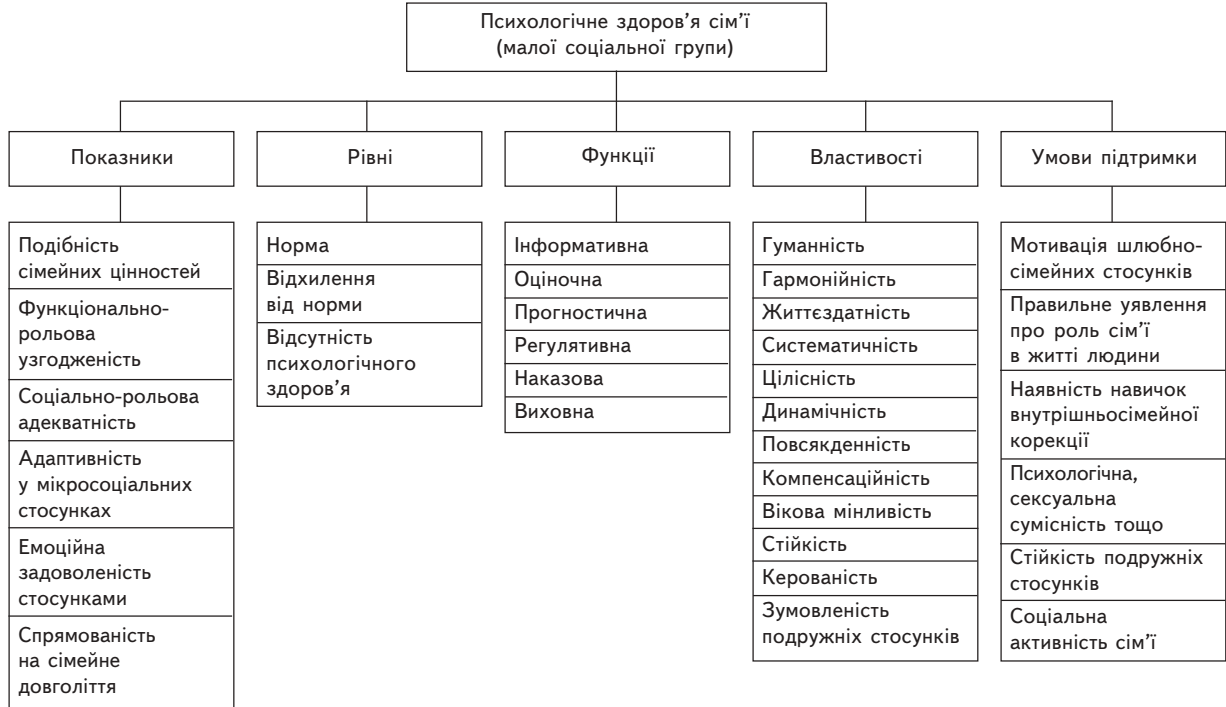 Психологічне здоров’я сім’ї
(малої соціальної групи)
Показники
Рівні
Функції
Властивості
Умови підтримки
Подібність
сімейних цінностей
Функціонально-
рольова
узгодженість
Соціально-рольова
адекватність
Адаптивність
у мікросоціальних
стосунках
Емоційна
задоволеність
стосунками
Спрямованість
на сімейне
довголіття
Норма
Відхилення
від норми
Відсутність
психологічного
здоров’я
Інформативна
Оціночна
Прогностична
Регулятивна
Наказова
Виховна
Гуманність
Гармонійність
Життєздатність
Систематичність
Цілісність
Динамічність
Повсякденність
Компенсаційність
Вікова мінливість
Стійкість
Керованість
Зумовленість
подружніх стосунків
Мотивація шлюбно-
сімейних стосунків
Правильне уявлення
про роль сім’ї
в житті людини
Наявність навичок
внутрішньосімейної
корекції
Психологічна,
сексуальна
сумісність тощо
Стійкість подружніх
стосунків
Соціальна
активність сім’ї